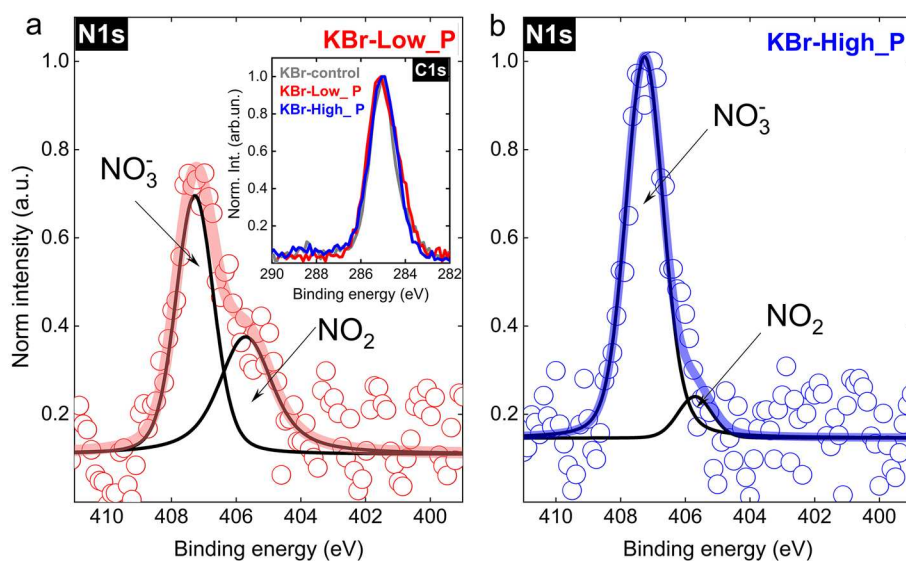 a
N1s
KBr-Low_P
1.0
0.8
0.6
0.4
0.2
Norm intensity (a.u.)
NO₃⁻
NO₂
410 408 406 404 402 400
Binding energy (eV)
C1s
KBr-control
KBr-Low_ P
KBr-High_ P
1.0
0.8
0.6
0.4
0.2
Norm. Int. (arb.un.)
290 288 286 284 282
Binding energy (eV)
b
N1s
KBr-High_P
1.0
0.8
0.6
0.4
0.2
NO₃⁻
NO₂
410 408 406 404 402 400
Binding energy (eV)